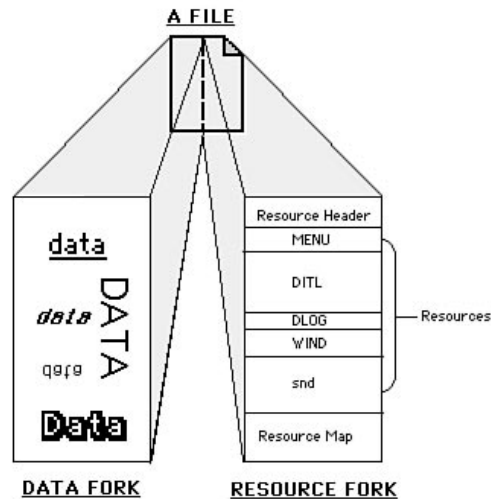 A FILE
data
data
DATA
data
Data
DATA FORK
Resource Header
MENU
DITL
DLOG
WIND
snd
Resource Map
Resources
RESOURCE FORK